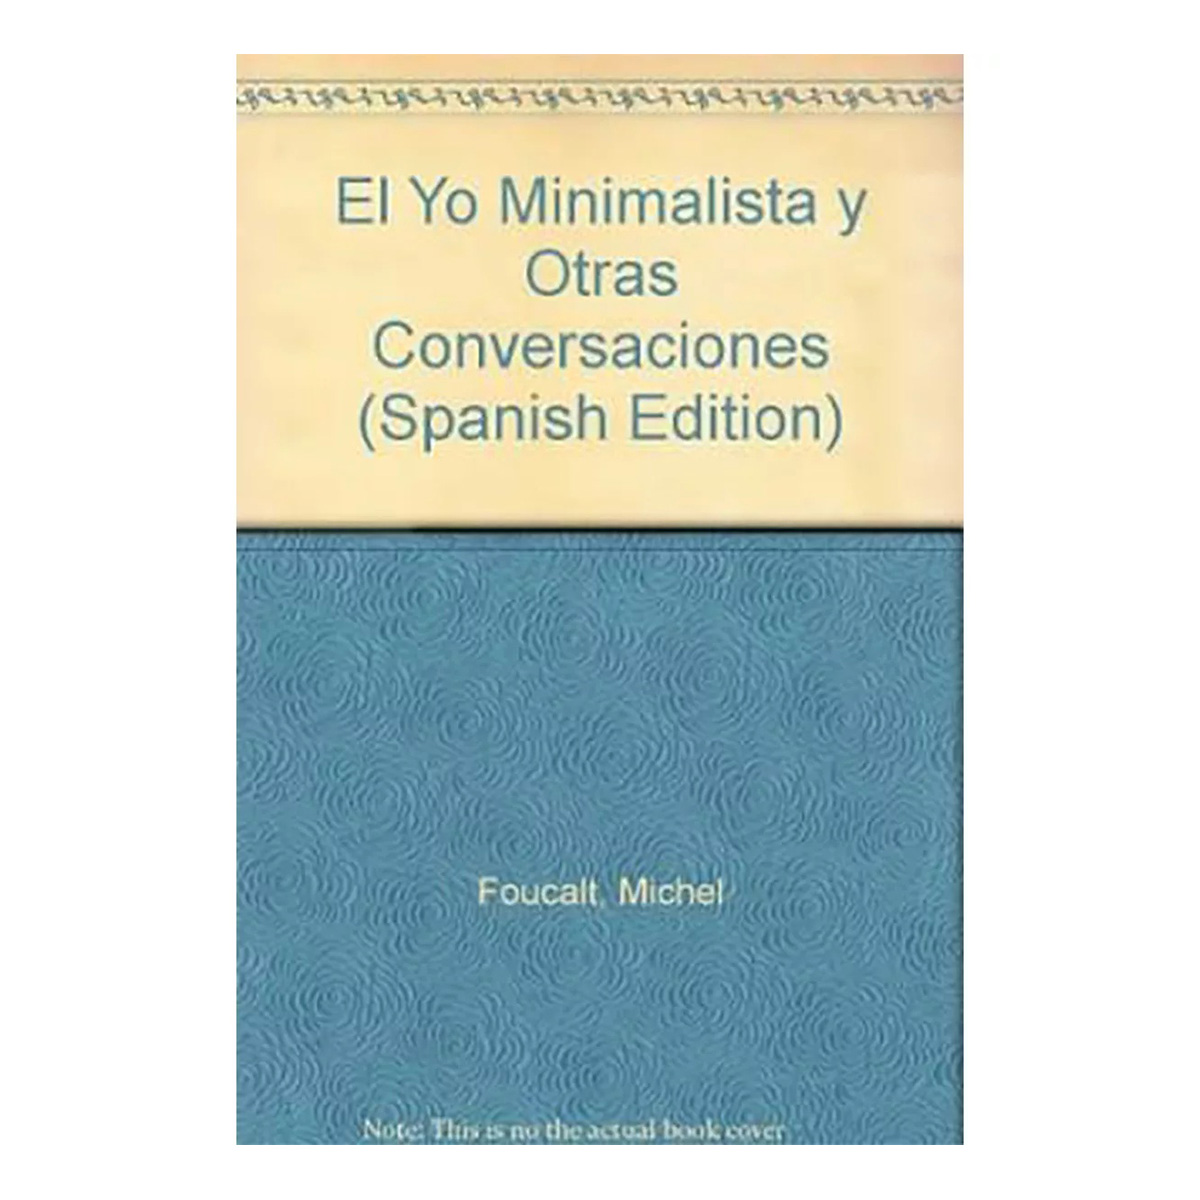 El Yo Minimalista y
Otras
Conversaciones
(Spanish Edition)
Foucalt, Michel
Note: This is no the actual book cover